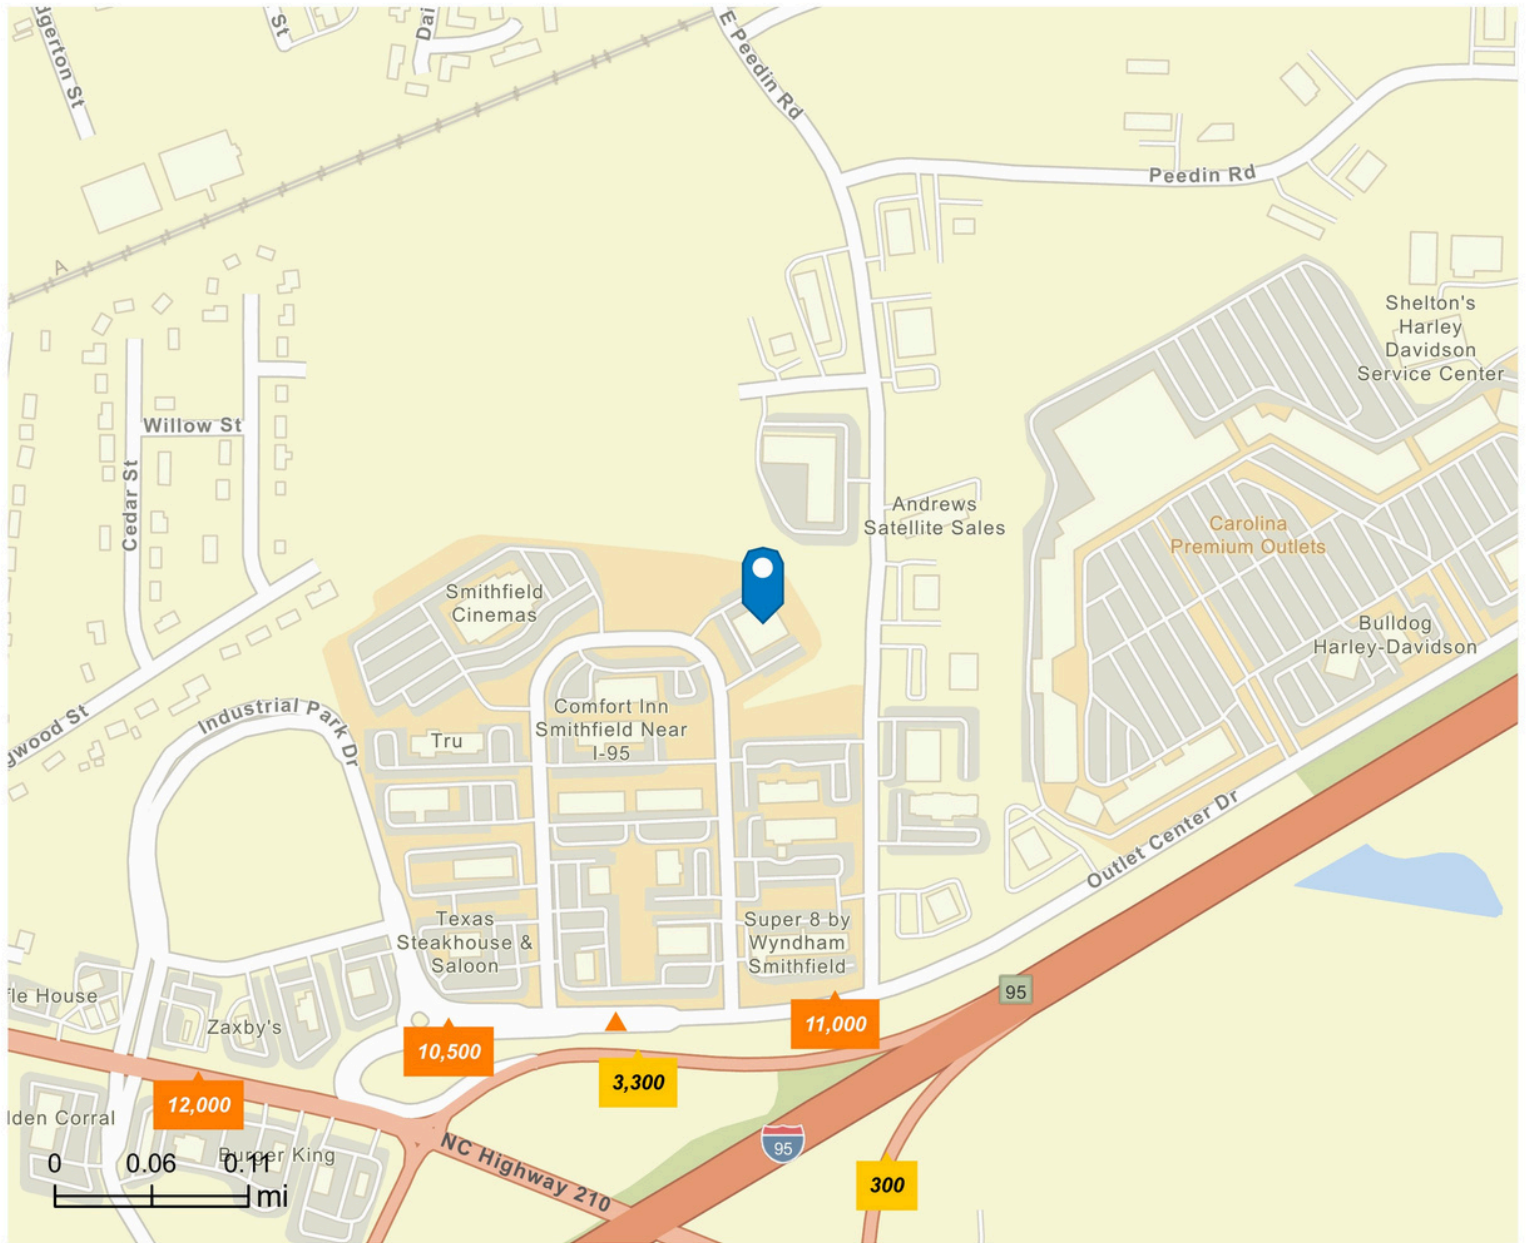 dgerton St
St
Dai
E Peedin Rd
Peedin Rd
A
Shelton's
Harley
Davidson
Service Center
Willow St
Cedar St
Andrews
Satellite Sales
Carolina
Premium Outlets
Smithfield
Cinemas
Bulldog
Harley-Davidson
gwood St
Industrial Park Dr
Comfort Inn
Smithfield Near
I-95
Tru
Outlet Center Dr
Texas
Steakhouse &
Saloon
Super 8 by
Wyndham
Smithfield
95
fle House
Zaxby's
11,000
10,500
3,300
12,000
lden Corral
Burger King
NC Highway 210
95
300
0 0.06 0.11
mi